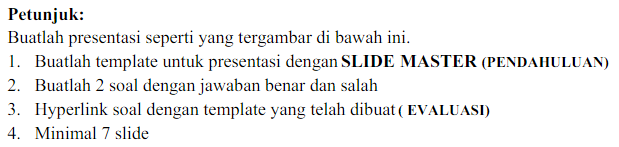 Petunjuk:
Buatlah presentasi seperti yang tergambar di bawah ini.
1. Buatlah template untuk presentasi dengan SLIDE MASTER (PENDAHULUAN)
2. Buatlah 2 soal dengan jawaban benar dan salah
3. Hyperlink soal dengan template yang telah dibuat ( EVALUASI)
4. Minimal 7 slide